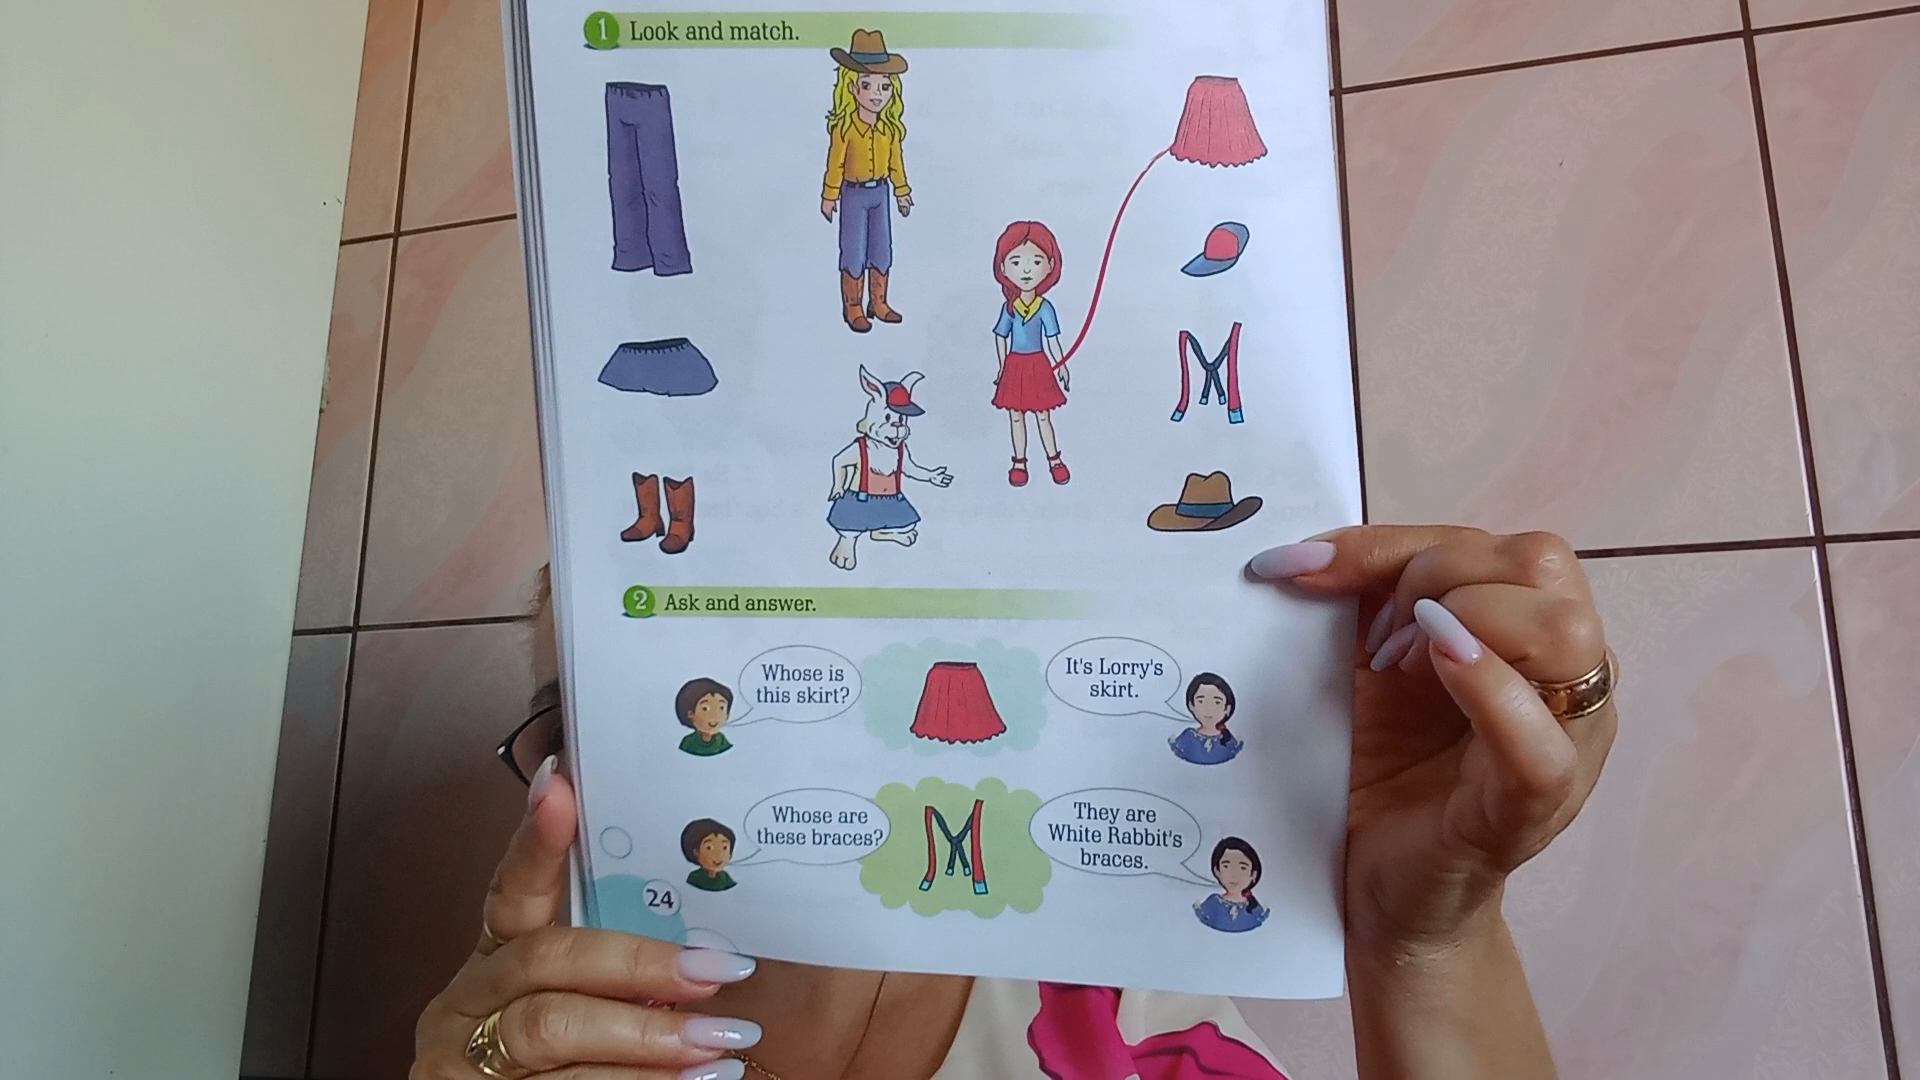 1 Look and match.
2 Ask and answer.
Whose is
this skirt?
It's Lorry's
skirt.
Whose are
these braces?
They are
White Rabbit's
braces.
24